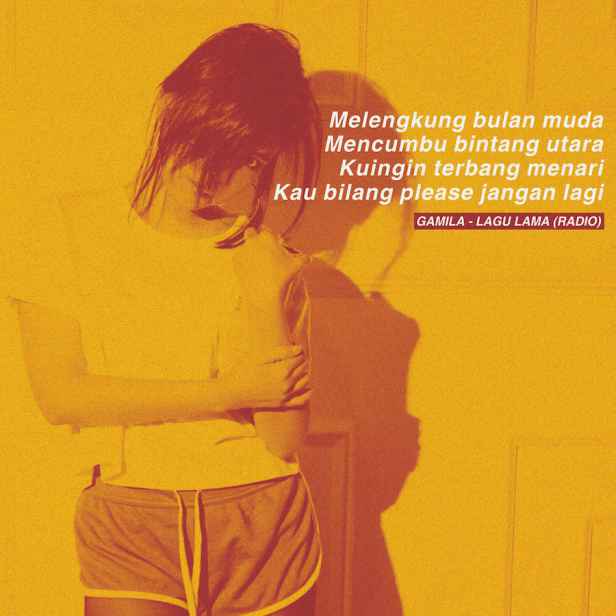 Melengkung bulan muda
Mencumbu bintang utara
Kuingin terbang menari
Kau bilang please jangan lagi
GAMILA - LAGU LAMA (RADIO)